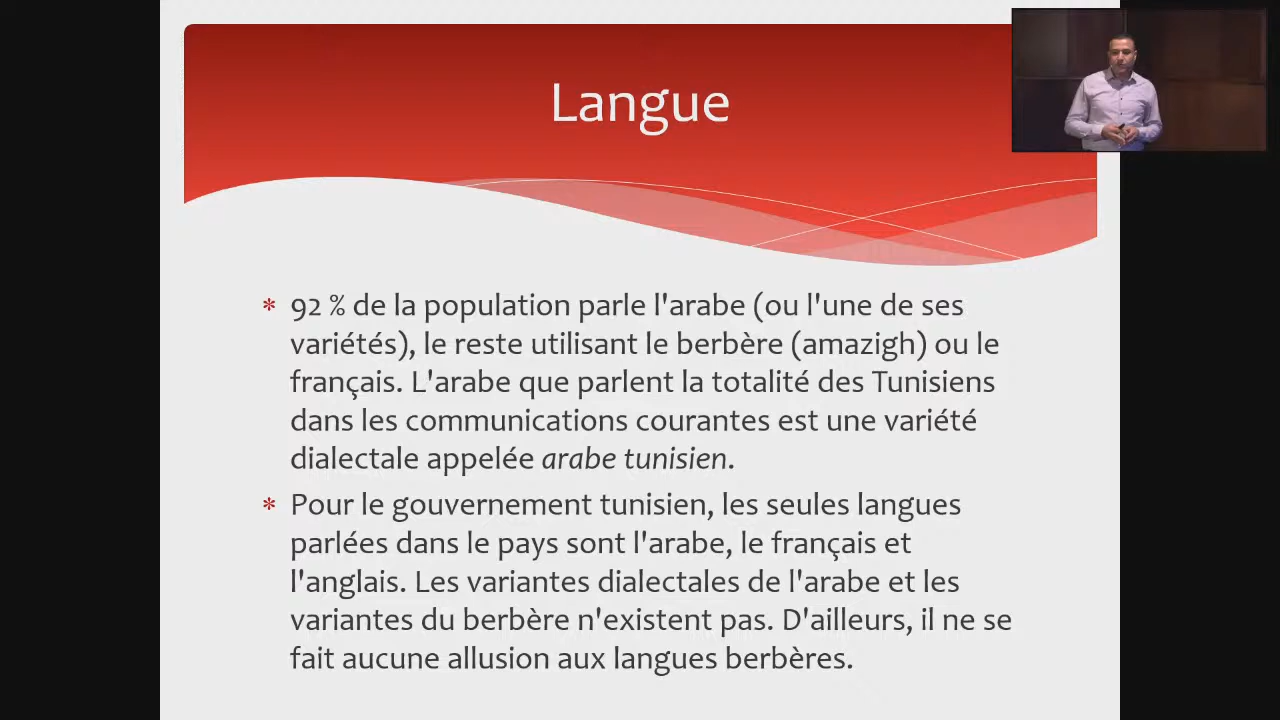 Langue
* 92 % de la population parle l'arabe (ou l'une de ses
variétés), le reste utilisant le berbère (amazigh) ou le
français. L'arabe que parlent la totalité des Tunisiens
dans les communications courantes est une variété
dialectale appelée arabe tunisien.
* Pour le gouvernement tunisien, les seules langues
parlées dans le pays sont l'arabe, le français et
l'anglais. Les variantes dialectales de l'arabe et les
variantes du berbère n'existent pas. D'ailleurs, il ne se
fait aucune allusion aux langues berbères.